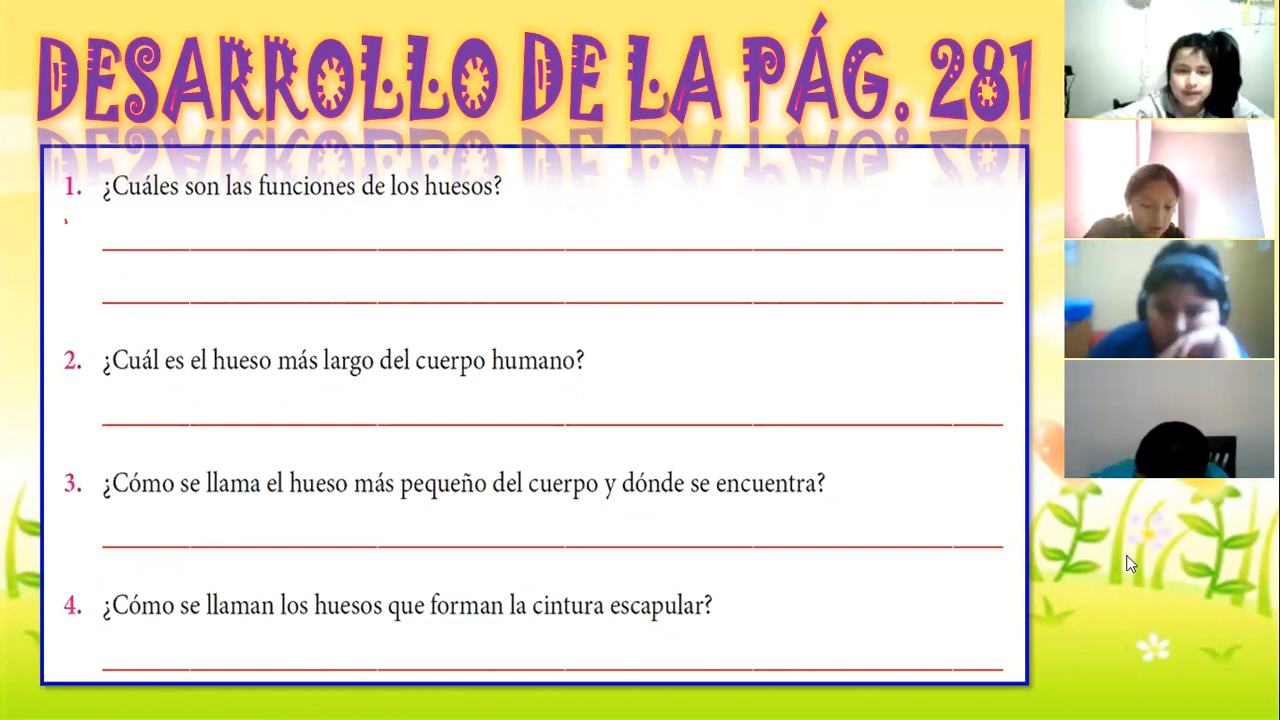 DESARROLLO DE LA PÁG. 281
1. ¿Cuáles son las funciones de los huesos?
2. ¿Cuál es el hueso más largo del cuerpo humano?
3. ¿Cómo se llama el hueso más pequeño del cuerpo y dónde se encuentra?
4. ¿Cómo se llaman los huesos que forman la cintura escapular?